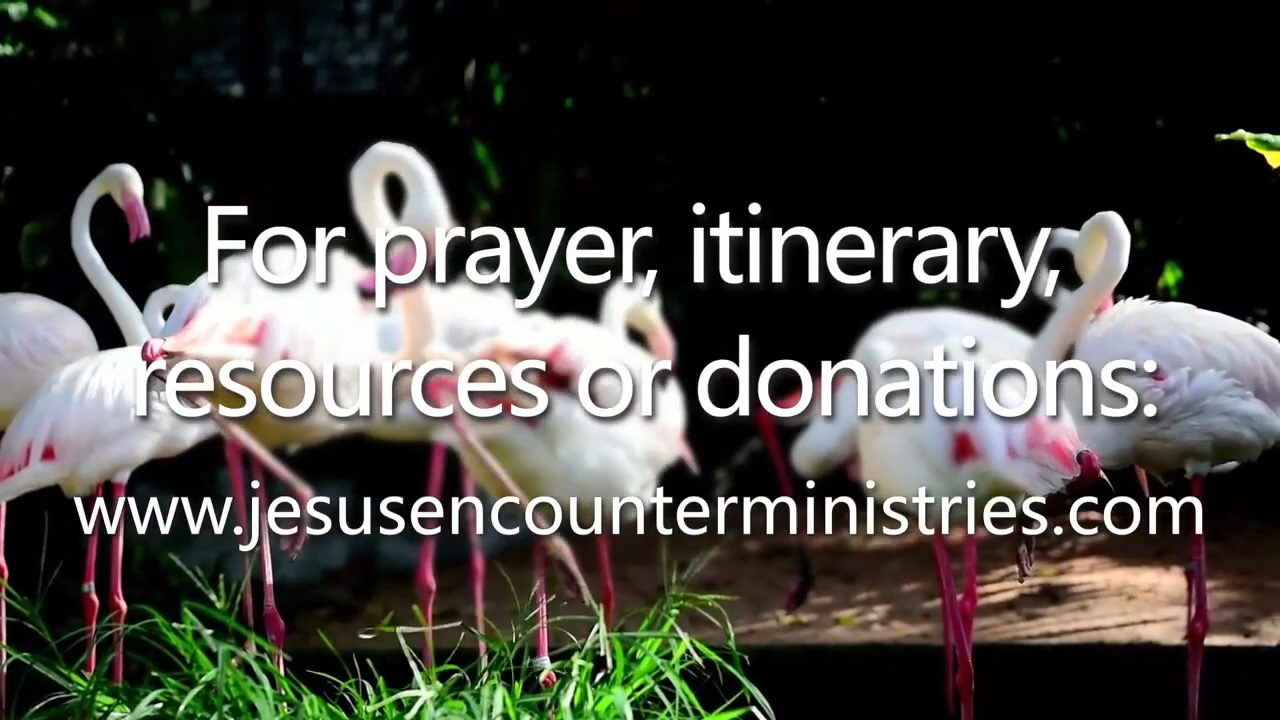 For prayer, itinerary,
resources or donations:
www.jesusencounterministries.com